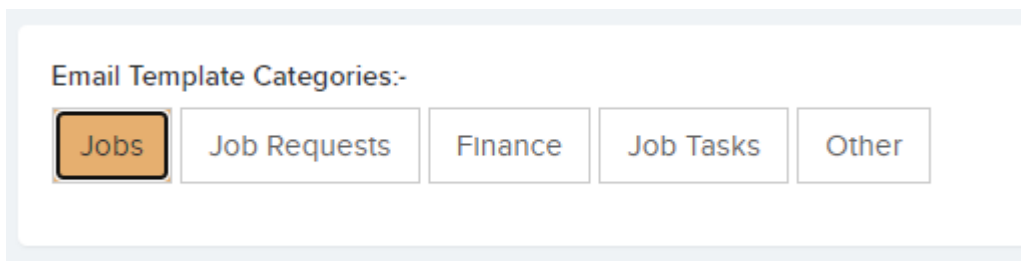 Email Template Categories:-
Jobs Job Requests Finance Job Tasks Other